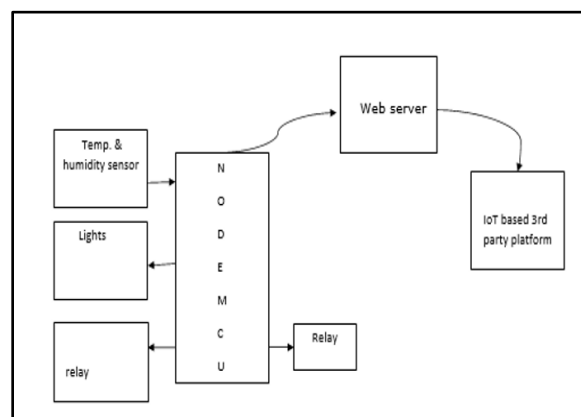 Web server
Temp. &
humidity sensor
N
O
D
E
M
C
U
IoT based 3rd
party platform
Lights
Relay
relay